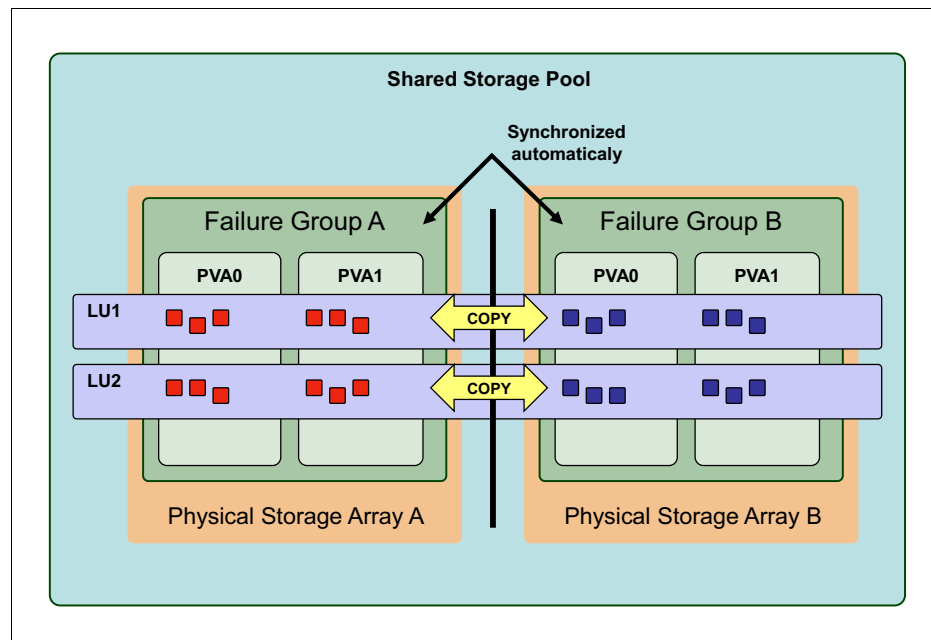 Shared Storage Pool
Synchronized
automaticaly
Failure Group A
Failure Group B
PVA0
PVA1
PVA0
PVA1
LU1
COPY
LU2
COPY
Physical Storage Array A
Physical Storage Array B